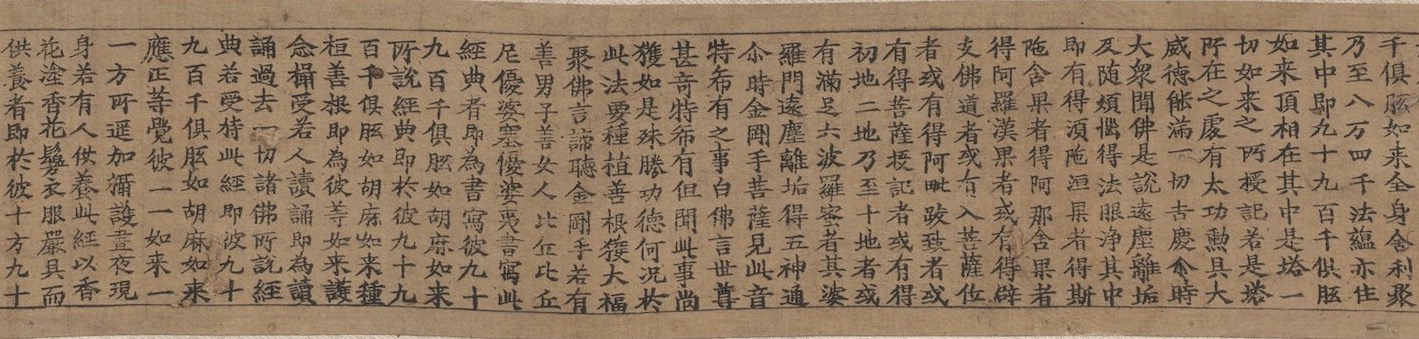 千俱胝如来全身舍利聚
乃至八万四千法蘊亦住
其中即九十九百千俱胝
如来頂相在其中是塔一
切如来之所授記若是塔
所在之處有大功勲具大
威徳能滿一切吉慶尒時
大衆聞佛是說遠塵離垢
及随煩惱得法眼浄其中
即有得湏陁洹果者得斯
陁含果者得阿那含果者
得阿羅漢果者或有得辟
支佛道者或有入菩薩位
者或有得阿毗跋致者或
有得菩薩授記者或有得
初地二地乃至十地者或
有滿足六波羅蜜者其婆
羅門遠塵離垢得五神通
尒時金剛手菩薩見此音
特希有之事白佛言世尊
甚奇特希有但聞此事尚
獲如是殊勝功德何况於
此法要種植善根獲大福
聚佛言諦聽金剛手若有
善男子善女人比丘比丘
尼優婆塞優婆夷書寫此
經典者即為書寫彼九十
九百千俱胝如胡麻如来
所說經典即於彼九十九
百千俱胝如胡麻如来種
桓善根即為彼等如来護
念攝受若人讀誦即為讀
誦過去一切諸佛所說經
典若受持此經即彼九十
九百千俱胝如胡麻如来
應正等覺彼一一如来一
一方所遥加攝護晝夜現
身若有人供養此經以香
花塗香花鬘衣服嚴具而
供養者即於彼十方九十